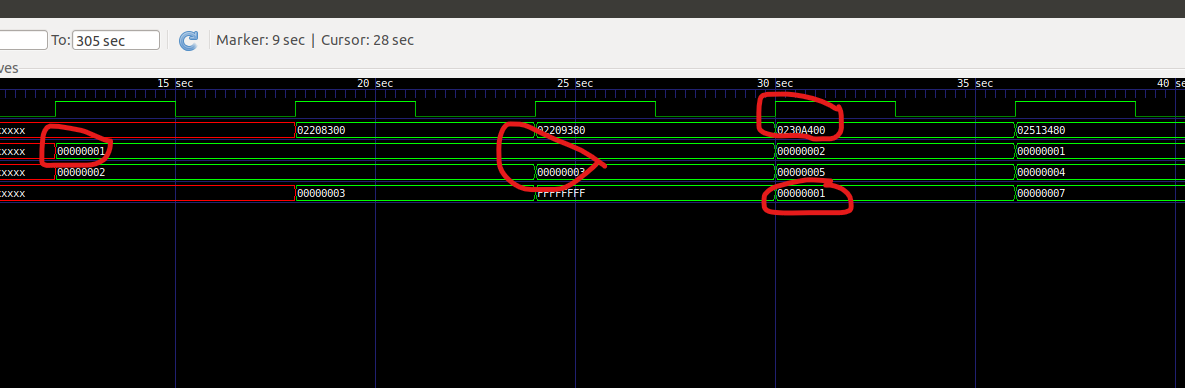 To: 305 sec Marker: 9 sec | Cursor: 28 sec
ves
15 sec 20 sec 25 sec 30 sec 35 sec 40 se
xxxxx 02208300 02209380 0230A400 02513480
xxxxx 00000001 00000002 00000001
xxxxx 00000002 00000003 00000005 00000004
xxxxx 00000003 FFFFFFFF 00000001 00000007